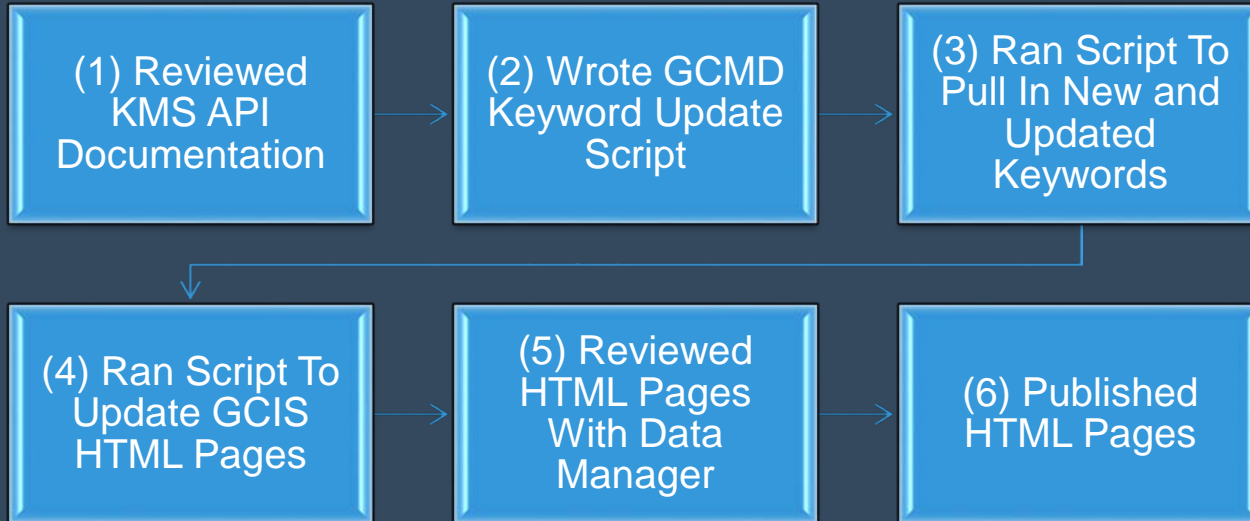 (1) Reviewed
KMS API
Documentation
(2) Wrote GCMD
Keyword Update
Script
(3) Ran Script To
Pull In New and
Updated
Keywords
(4) Ran Script To
Update GCIS
HTML Pages
(5) Reviewed
HTML Pages
With Data
Manager
(6) Published
HTML Pages